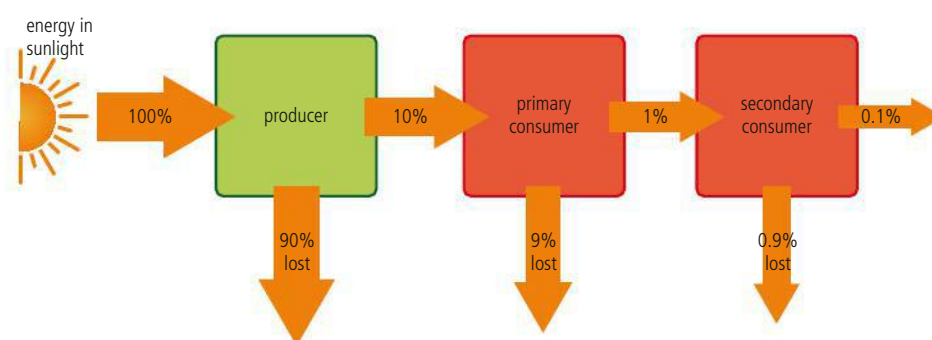 energy in
sunlight
100%
producer
10%
primary
consumer
1%
secondary
consumer
0.1%
90%
lost
9%
lost
0.9%
lost